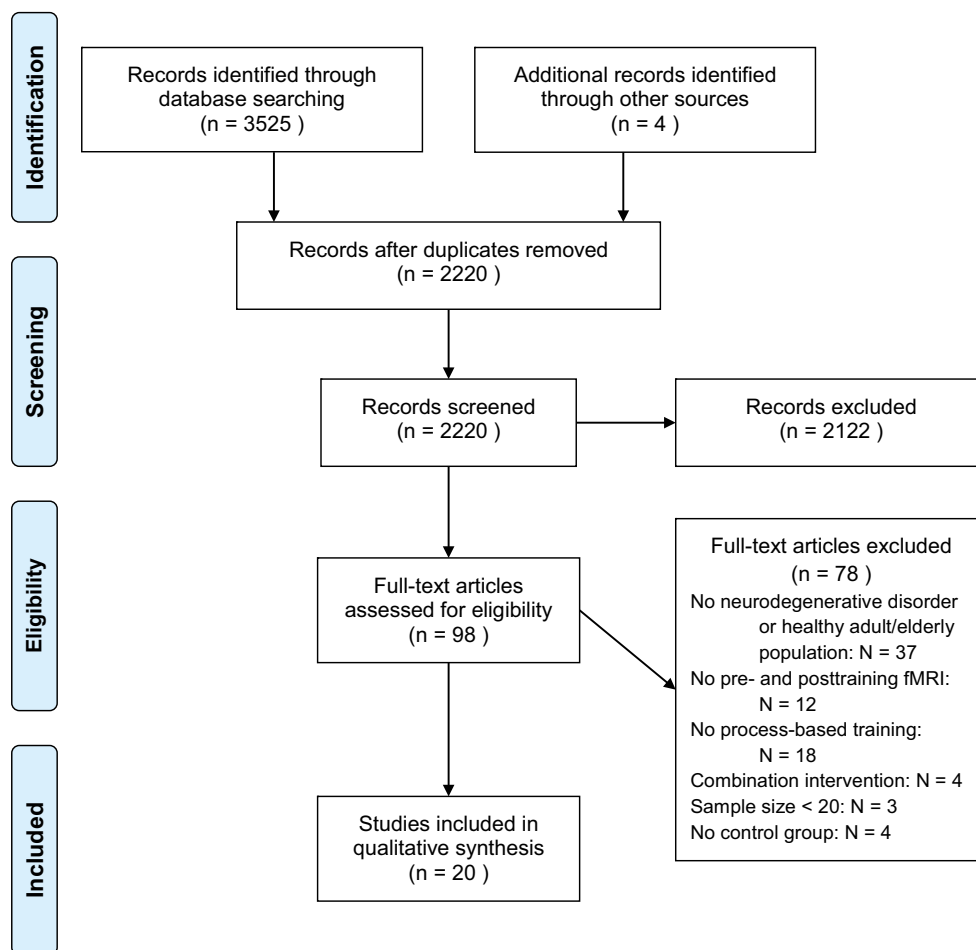 Identification
Records identified through
database searching
(n = 3525 )
Additional records identified
through other sources
(n = 4 )
Records after duplicates removed
(n = 2220 )
Screening
Records screened
(n = 2220 )
Records excluded
(n = 2122 )
Eligibility
Full-text articles
assessed for eligibility
(n = 98 )
Full-text articles excluded
(n = 78 )
No neurodegenerative disorder
or healthy adult/elderly
population: N = 37
No pre- and posttraining fMRI:
N = 12
No process-based training:
N = 18
Combination intervention: N = 4
Sample size < 20: N = 3
No control group: N = 4
Included
Studies included in
qualitative synthesis
(n = 20 )